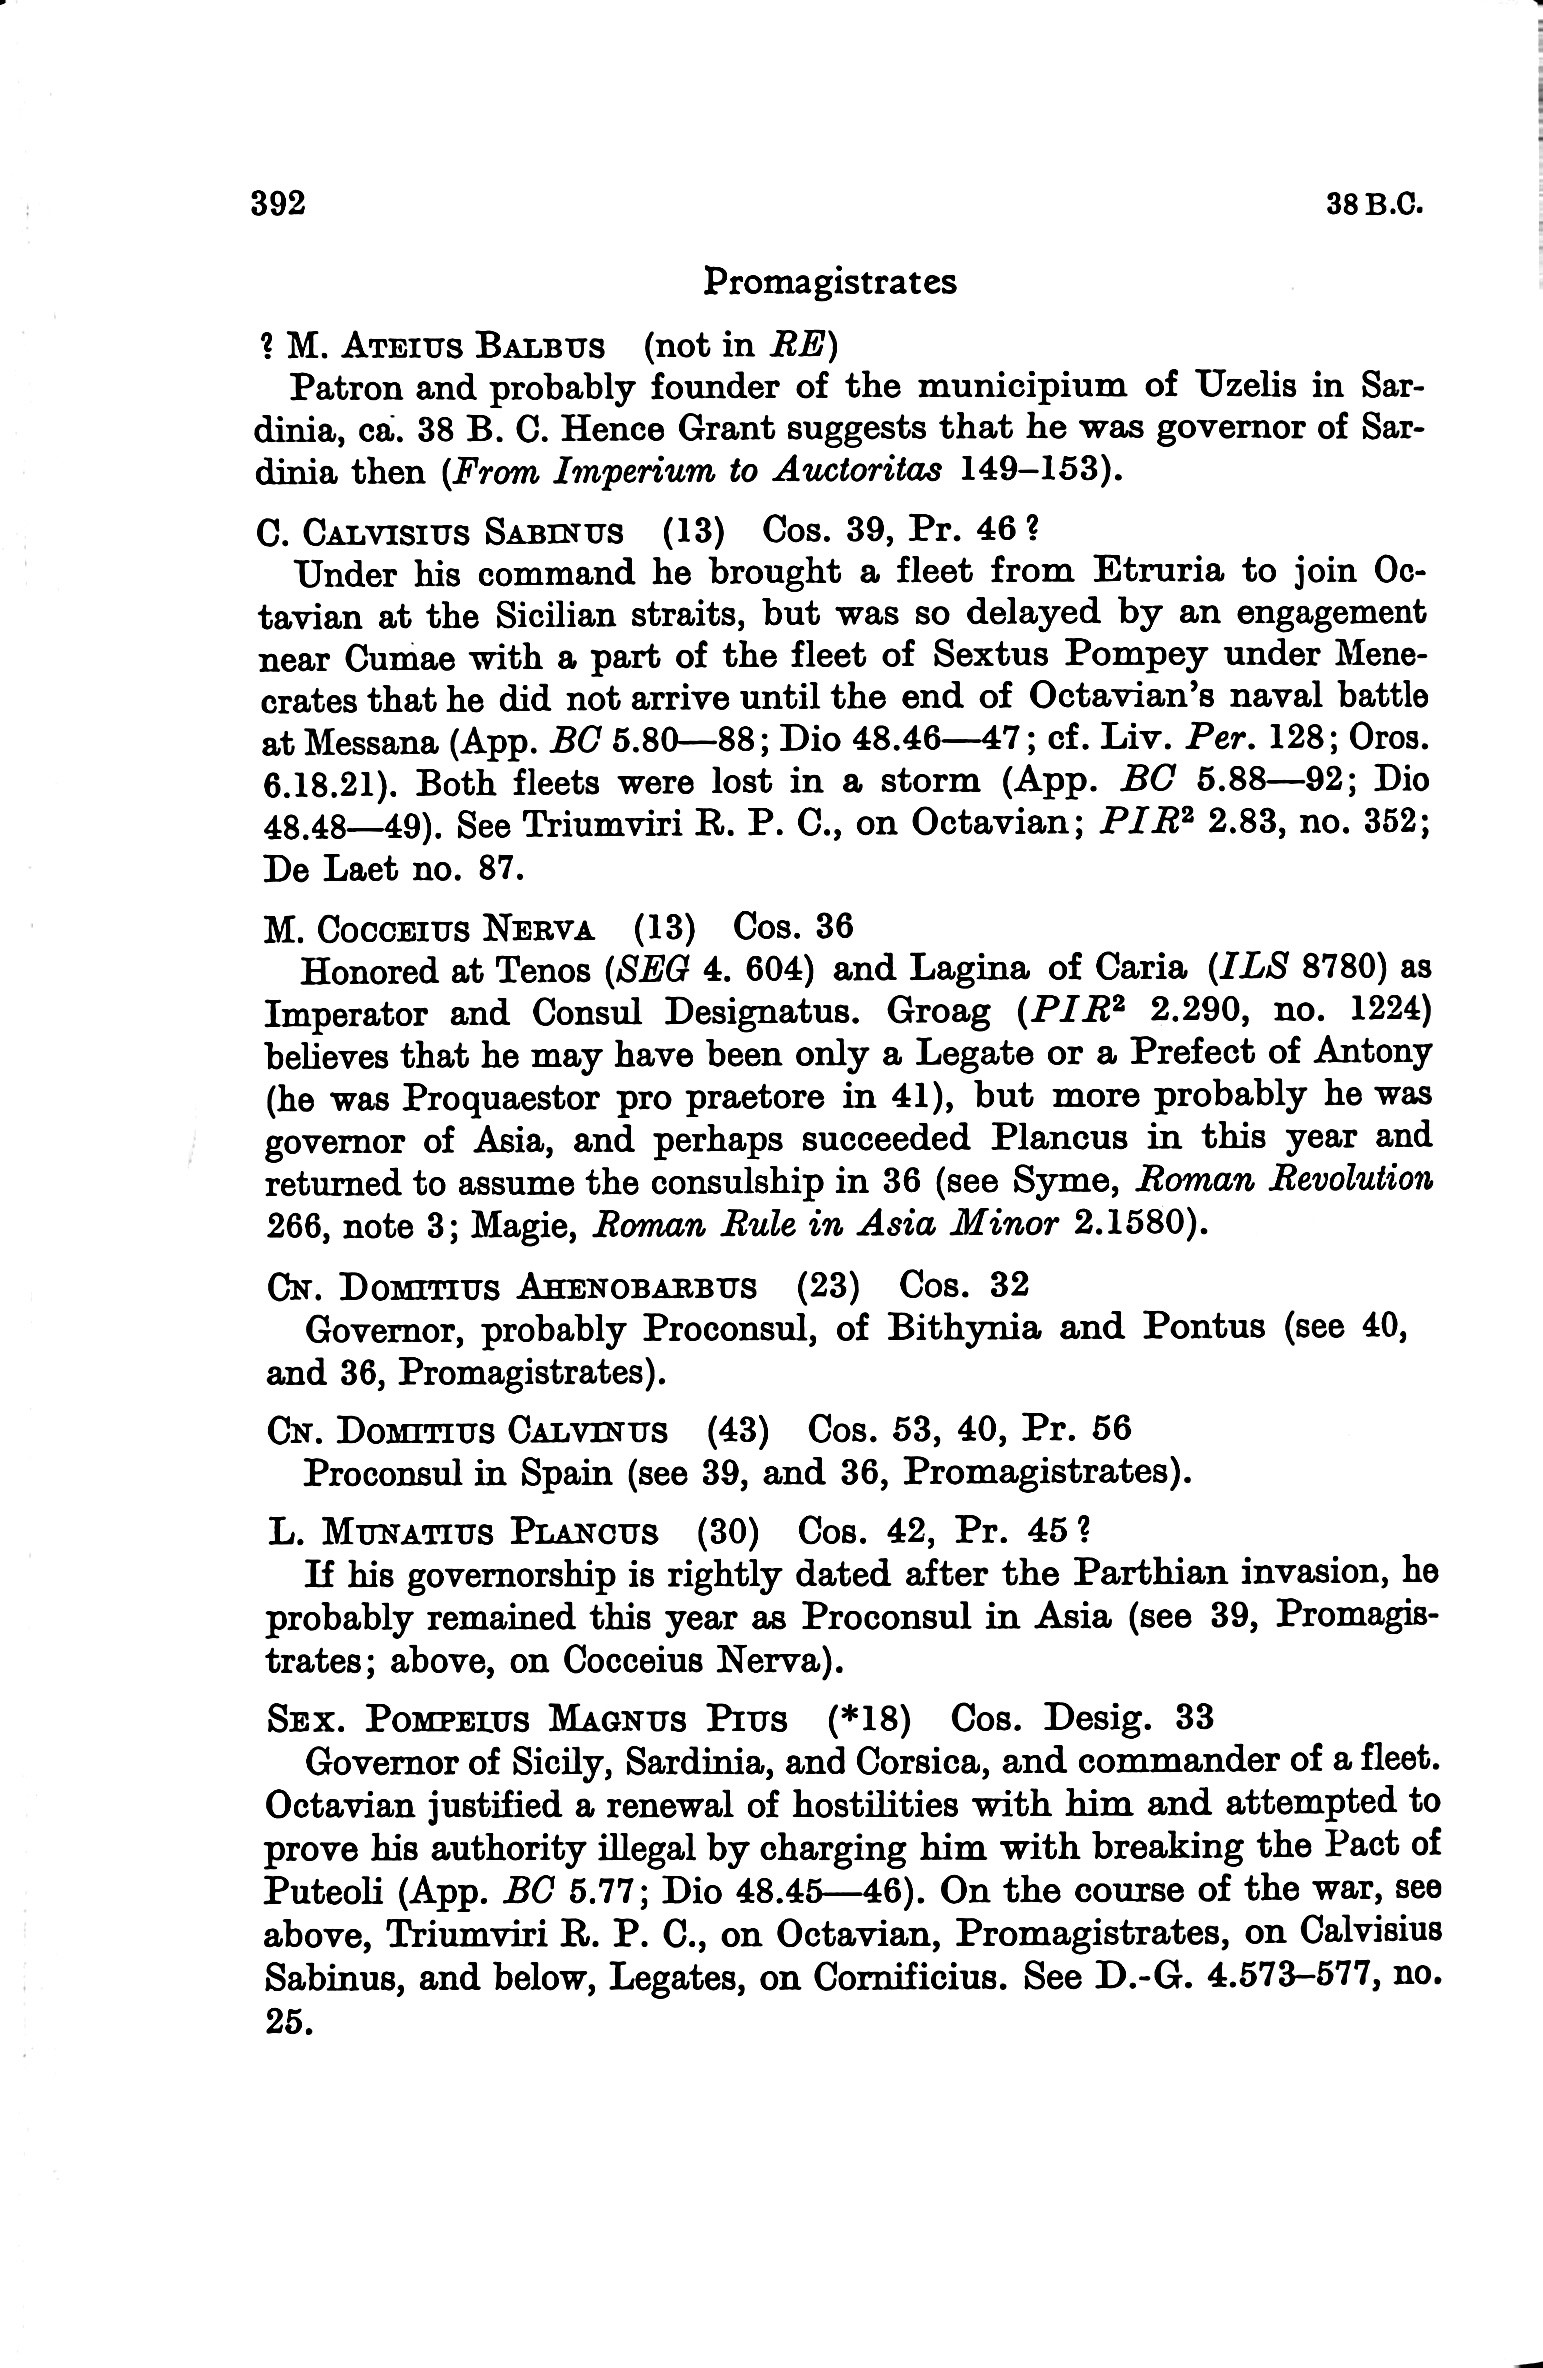 392 38 B.C.
Promagistrates
? M. ATEIUS BALBUS (not in RE)
Patron and probably founder of the municipium of Uzelis in Sar-
dinia, ca. 38 B. C. Hence Grant suggests that he was governor of Sar-
dinia then (From Imperium to Auctoritas 149–153).
C. CALVISIUS SABINUS (13) Cos. 39, Pr. 46?
Under his command he brought a fleet from Etruria to join Oc-
tavian at the Sicilian straits, but was so delayed by an engagement
near Cumae with a part of the fleet of Sextus Pompey under Mene-
crates that he did not arrive until the end of Octavian's naval battle
at Messana (App. BC 5.80—88; Dio 48.46—47; cf. Liv. Per. 128; Oros.
6.18.21). Both fleets were lost in a storm (App. BC 5.88—92; Dio
48.48—49). See Triumviri R. P. C., on Octavian; PIR² 2.83, no. 352;
De Laet no. 87.
M. COCCEIUS NERVA (13) Cos. 36
Honored at Tenos (SEG 4. 604) and Lagina of Caria (ILS 8780) as
Imperator and Consul Designatus. Groag (PIR² 2.290, no. 1224)
believes that he may have been only a Legate or a Prefect of Antony
(he was Proquaestor pro praetore in 41), but more probably he was
governor of Asia, and perhaps succeeded Plancus in this year and
returned to assume the consulship in 36 (see Syme, Roman Revolution
266, note 3; Magie, Roman Rule in Asia Minor 2.1580).
CN. DOMITIUS AHENOBARBUS (23) Cos. 32
Governor, probably Proconsul, of Bithynia and Pontus (see 40,
and 36, Promagistrates).
CN. DOMITIUS CALVINUS (43) Cos. 53, 40, Pr. 56
Proconsul in Spain (see 39, and 36, Promagistrates).
L. MUNATIUS PLANCUS (30) Cos. 42, Pr. 45?
If his governorship is rightly dated after the Parthian invasion, he
probably remained this year as Proconsul in Asia (see 39, Promagis-
trates; above, on Cocceius Nerva).
SEX. POMPEIUS MAGNUS PIUS (*18) Cos. Desig. 33
Governor of Sicily, Sardinia, and Corsica, and commander of a fleet.
Octavian justified a renewal of hostilities with him and attempted to
prove his authority illegal by charging him with breaking the Pact of
Puteoli (App. BC 5.77; Dio 48.45—46). On the course of the war, see
above, Triumviri R. P. C., on Octavian, Promagistrates, on Calvisius
Sabinus, and below, Legates, on Cornificius. See D.-G. 4.573–577, no.
25.